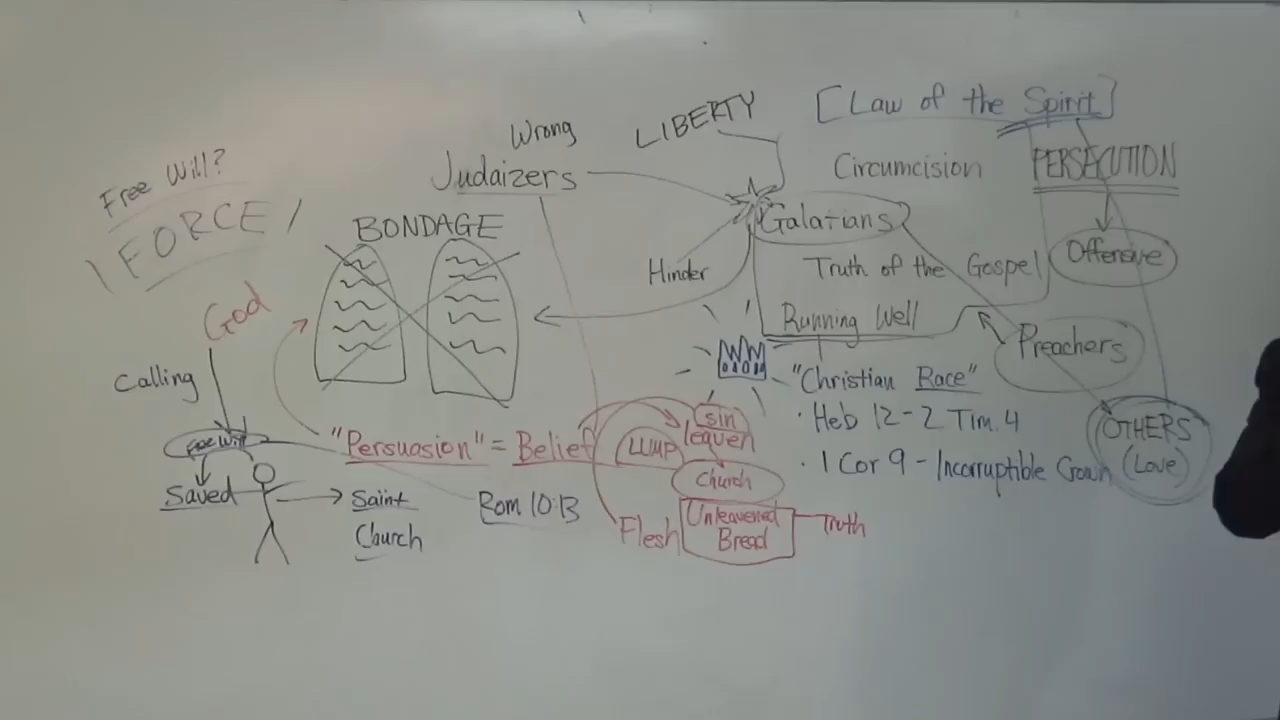 Free Will?
FORCE
God
Calling
Free Will
Saved
Saint
Church
BONDAGE
Wrong
Judaizers
LIBERTY
Hinder
[Law of the Spirit]
Circumcision
PERSECUTION
Galatians
Truth of the Gospel
Offensive
Running Well
Preachers
"Christian Race"
· Heb 12 - 2 Tim. 4
· 1 Cor 9 - Incorruptible Crown
OTHERS
(Love)
"Persuasion" = Belief
Rom 10:13
LUMP
sin
leaven
Church
Flesh
Unleavened
Bread
Truth